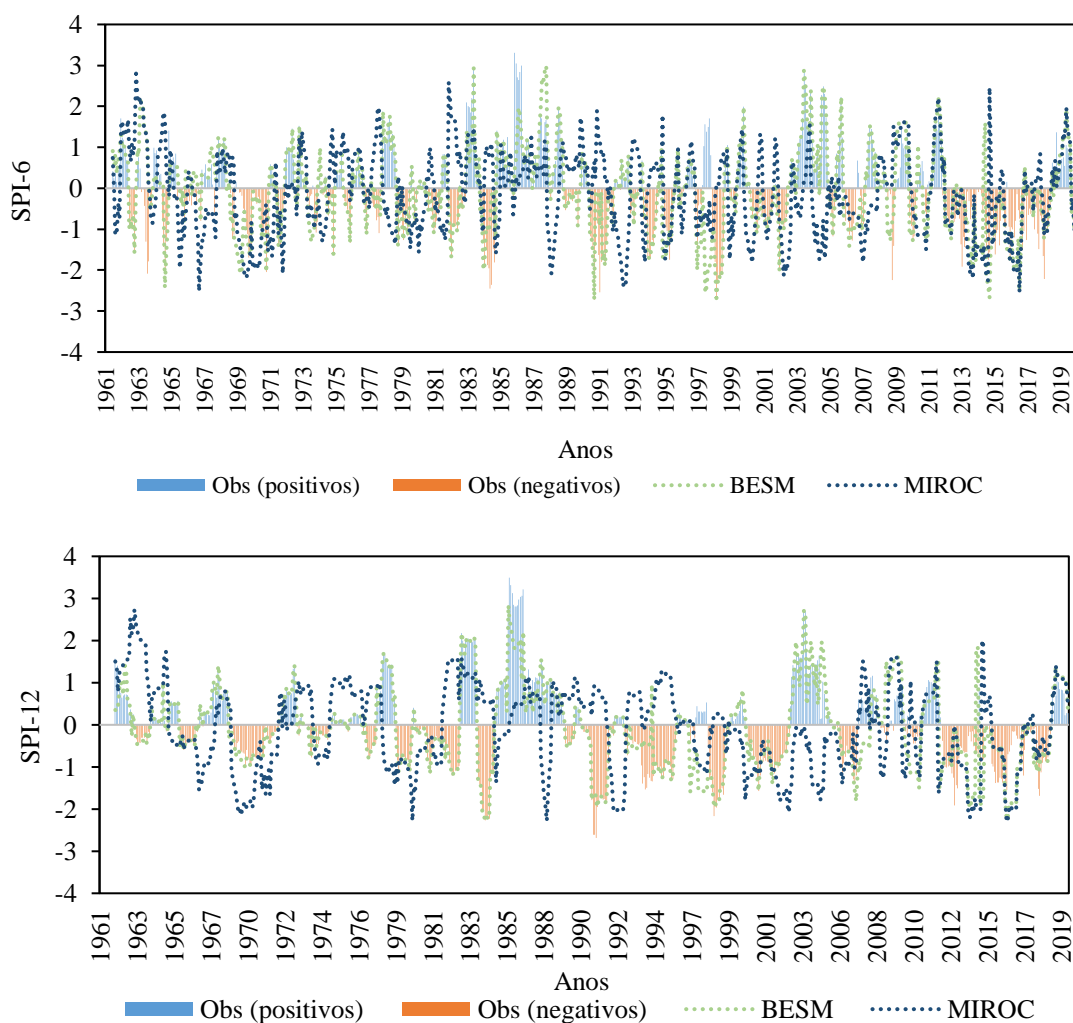 4
3
2
1
0
-1
-2
-3
-4
SPI-6
1961 1963 1965 1967 1969 1971 1973 1975 1977 1979 1981 1983 1985 1987 1989 1991 1993 1995 1997 1999 2001 2003 2005 2007 2009 2011 2013 2015 2017 2019
Anos
Obs (positivos) Obs (negativos) BESM MIROC
4
3
2
1
0
-1
-2
-3
-4
SPI-12
1961 1963 1965 1967 1970 1972 1974 1976 1979 1981 1983 1985 1988 1990 1992 1994 1997 1999 2001 2003 2006 2008 2010 2012 2015 2017 2019
Anos
Obs (positivos) Obs (negativos) BESM MIROC